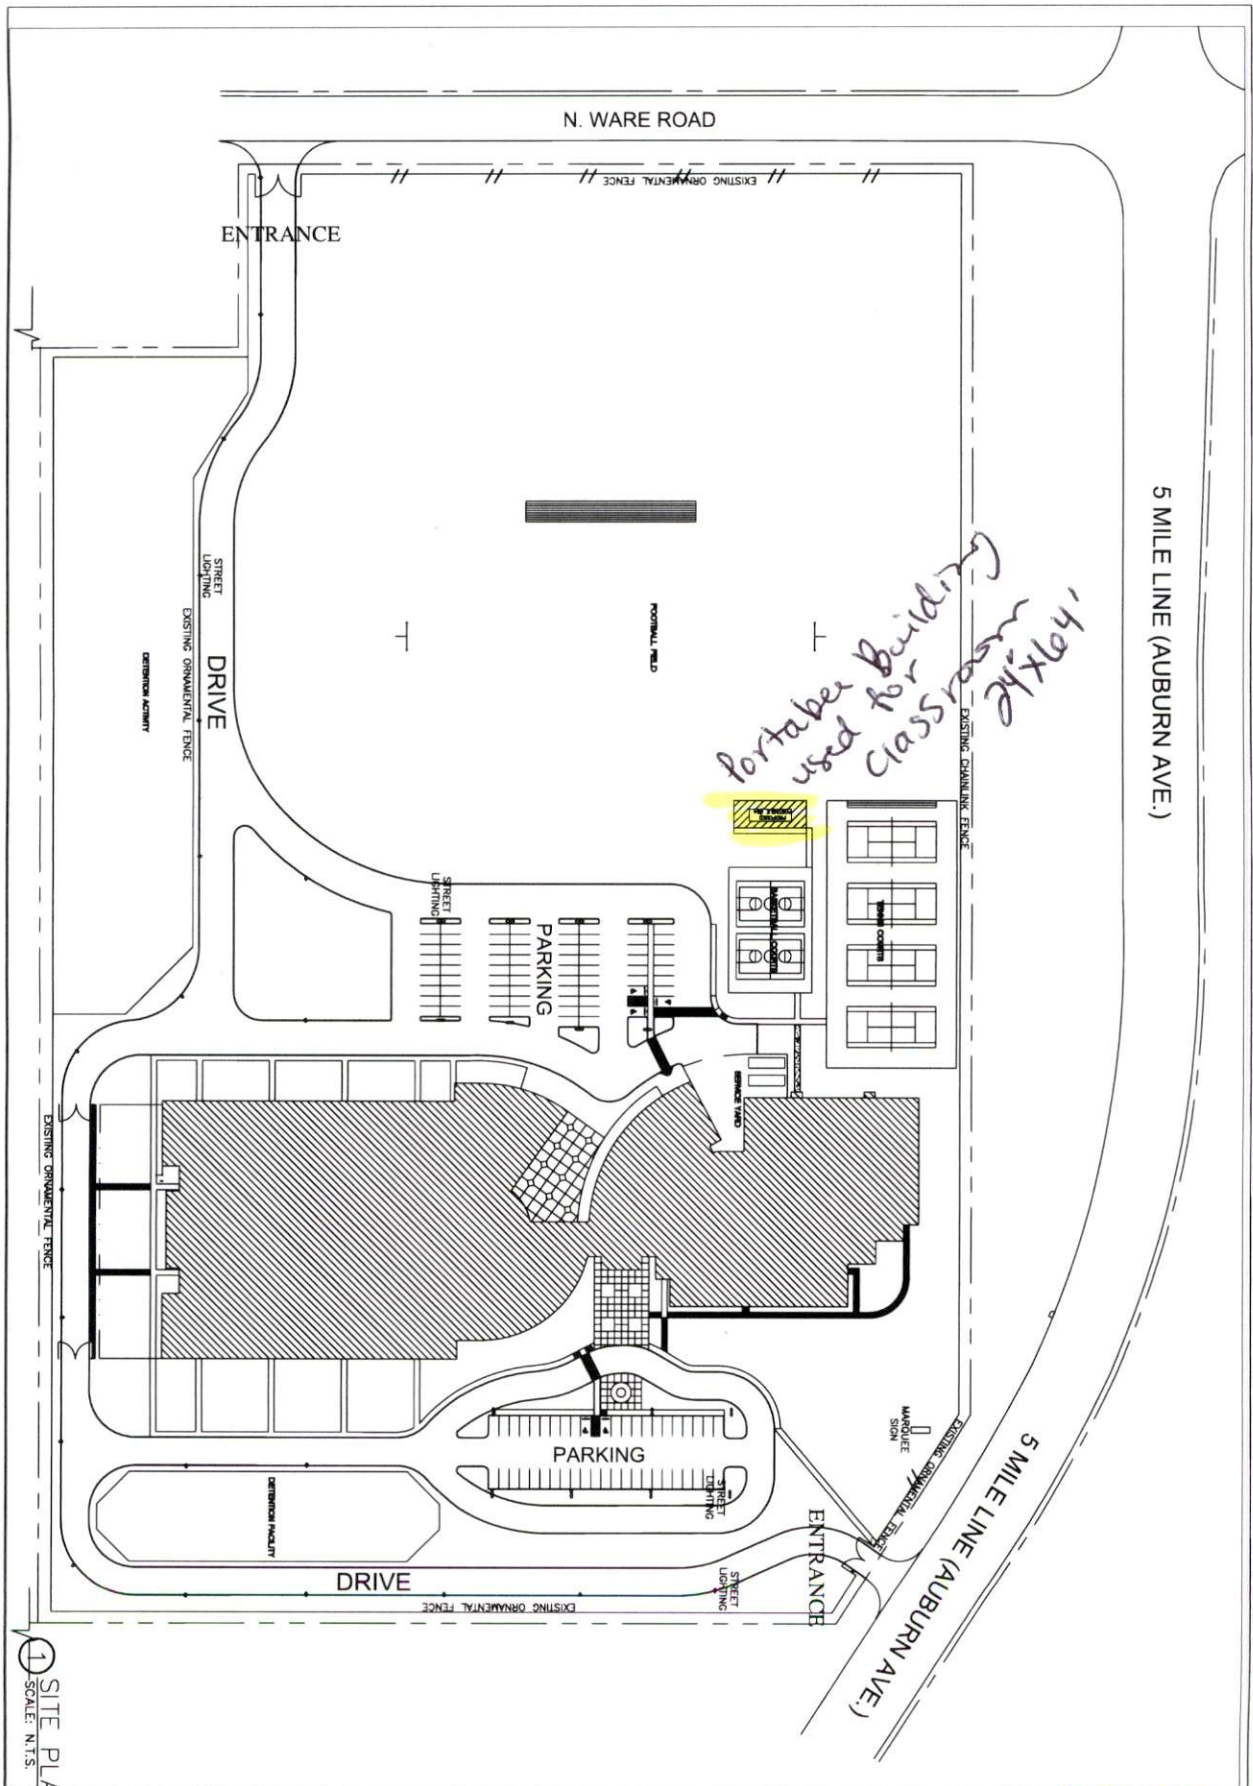 N. WARE ROAD
EXISTING ORNAMENTAL FENCE
ENTRANCE
5 MILE LINE (AUBURN AVE.)
STREET
LIGHTING
EXISTING ORNAMENTAL FENCE
DRIVE
DETENTION ACTIVITY
FOOTBALL FIELD
Portabee Building
used for
Classroom
24'x64'
EXISTING CHAINLINK FENCE
STREET
LIGHTING
PARKING
BASKETBALL COURTS
TENNIS COURTS
SERVICE YARD
EXISTING ORNAMENTAL FENCE
MARQUEE
SIGN
EXISTING ORNAMENTAL FENCE
5 MILE LINE (AUBURN AVE.)
PARKING
STREET
LIGHTING
DETENTION FACILITY
ENTRANCE
DRIVE
STREET
LIGHTING
EXISTING ORNAMENTAL FENCE
1
SITE PLA
SCALE: N.T.S.